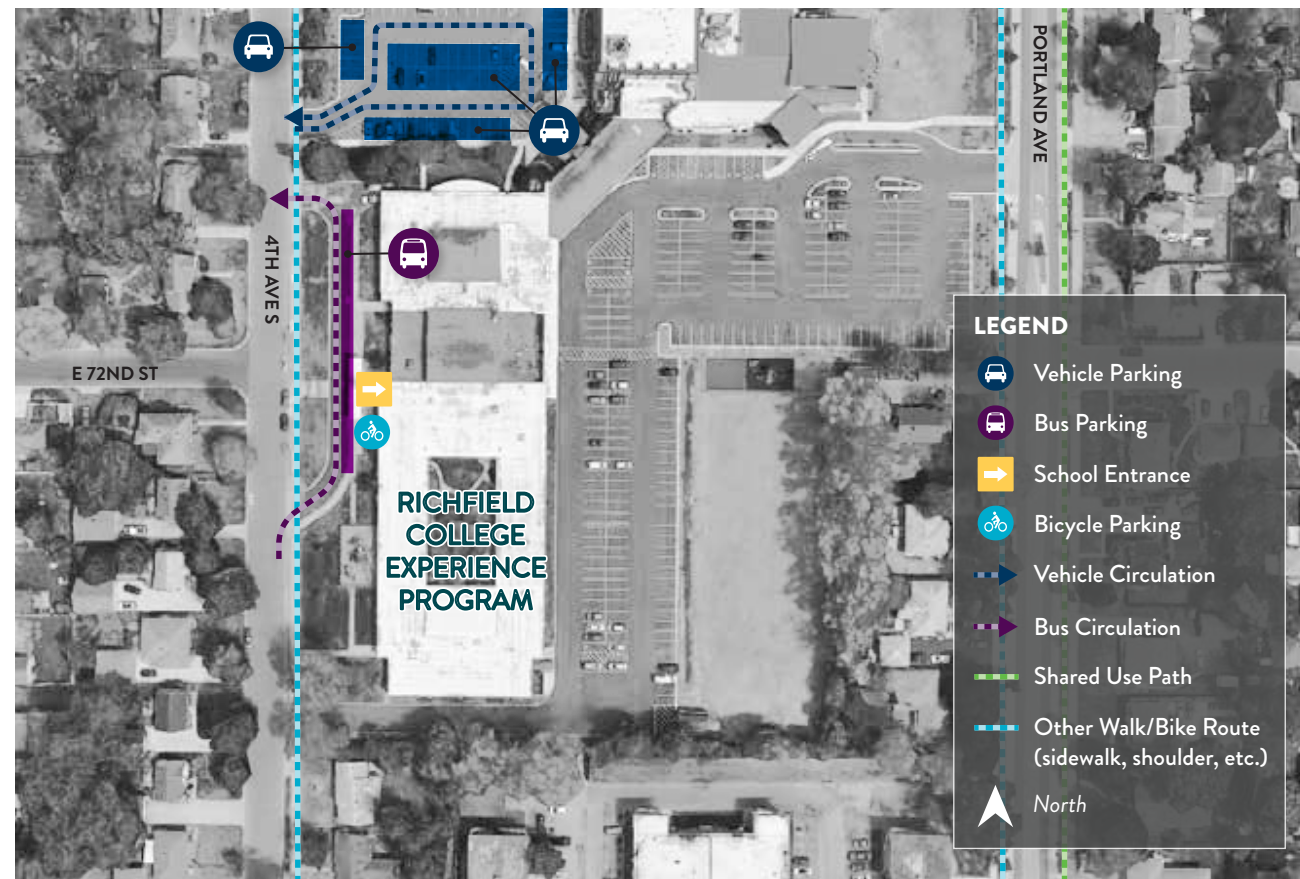 PORTLAND AVE
4TH AVE S
E 72ND ST
RICHFIELD
COLLEGE
EXPERIENCE
PROGRAM
LEGEND
Vehicle Parking
Bus Parking
School Entrance
Bicycle Parking
Vehicle Circulation
Bus Circulation
Shared Use Path
Other Walk/Bike Route
(sidewalk, shoulder, etc.)
North